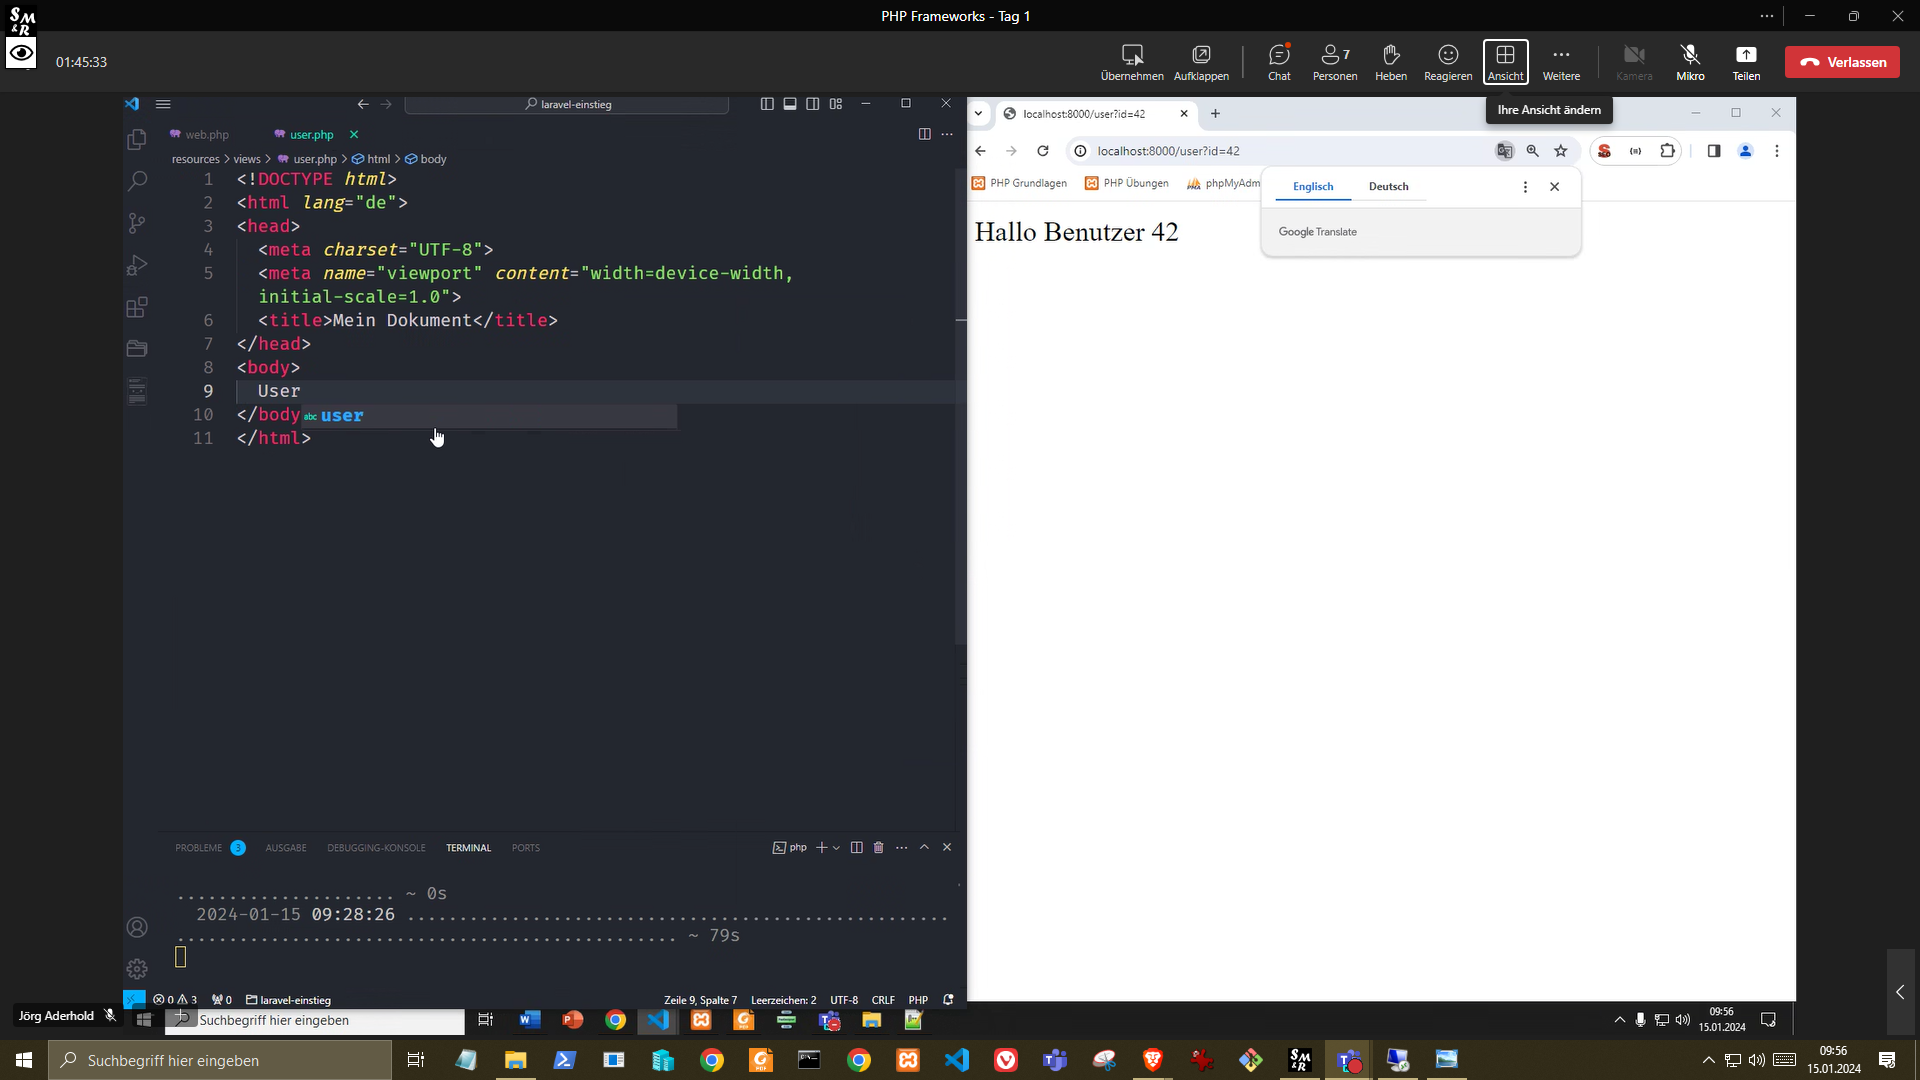 SM&R
PHP Frameworks - Tag 1
01:45:33
Übernehmen
Aufklappen
Chat
7
Personen
Heben
Reagieren
Ansicht
Weitere
Kamera
Mikro
Teilen
Verlassen
Ihre Ansicht ändern
laravel-einstieg
web.php
user.php
resources > views > user.php > html > body
1 <!DOCTYPE html>
2 <html lang="de">
3 <head>
4 <meta charset="UTF-8">
5 <meta name="viewport" content="width=device-width,
initial-scale=1.0">
6 <title>Mein Dokument</title>
7 </head>
8 <body>
9 User
10 </body
abc user
11 </html>
PROBLEME 3
AUSGABE
DEBUGGING-KONSOLE
TERMINAL
PORTS
php
..................... ~ 0s
2024-01-15 09:28:26 ....................................................
................................................ ~ 79s
0 3
0
laravel-einstieg
Zeile 9, Spalte 7
Leerzeichen: 2
UTF-8
CRLF
PHP
localhost:8000/user?id=42
localhost:8000/user?id=42
PHP Grundlagen
PHP Übungen
phpMyAdm
Englisch
Deutsch
Google Translate
Hallo Benutzer 42
Jörg Aderhold
Suchbegriff hier eingeben
09:56
15.01.2024
Suchbegriff hier eingeben
09:56
15.01.2024